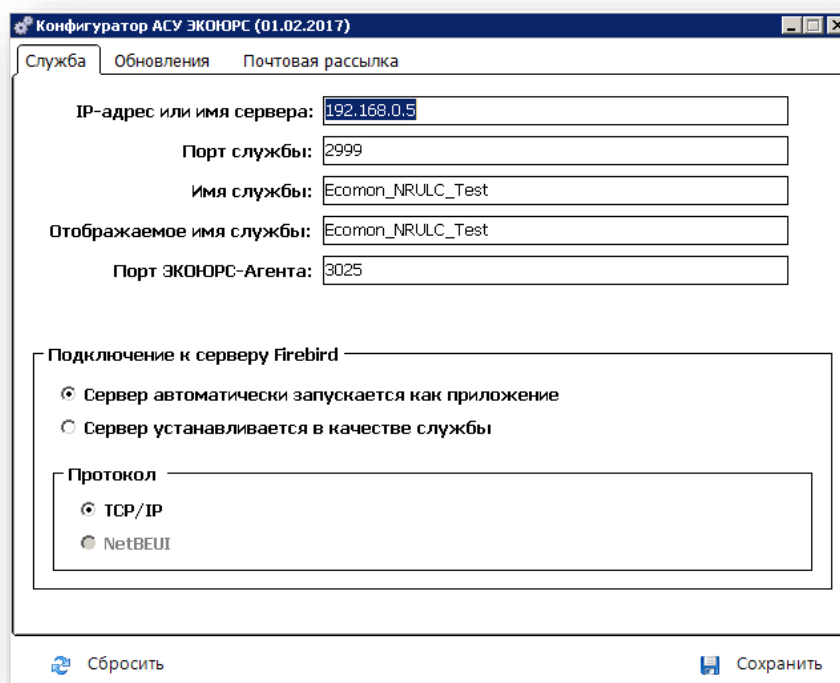 Конфигуратор АСУ ЭКОЮРС (01.02.2017)
Служба Обновления Почтовая рассылка
IP-адрес или имя сервера: 192.168.0.5
Порт службы: 2999
Имя службы: Ecomon_NRULC_Test
Отображаемое имя службы: Ecomon_NRULC_Test
Порт ЭКОЮРС-Агента: 3025
Подключение к серверу Firebird
Сервер автоматически запускается как приложение
Сервер устанавливается в качестве службы
Протокол
TCP/IP
NetBEUI
Сбросить Сохранить